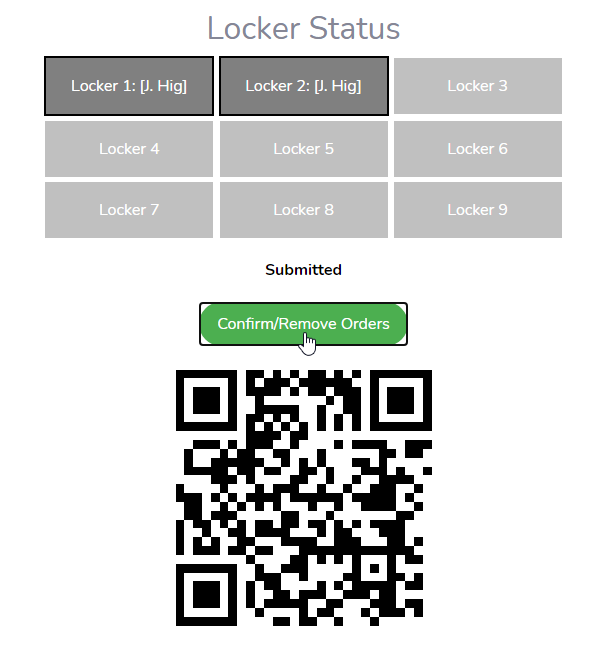 Locker Status
Locker 1: [J. Hig]
Locker 2: [J. Hig]
Locker 3
Locker 4
Locker 5
Locker 6
Locker 7
Locker 8
Locker 9
Submitted
Confirm/Remove Orders